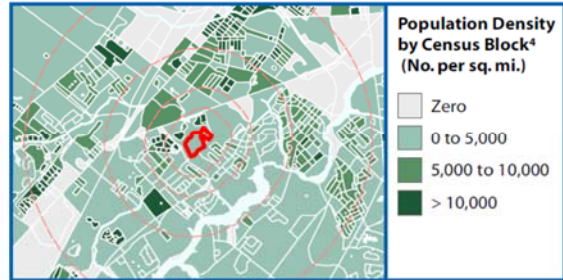 Population Density
by Census Block⁴
(No. per sq. mi.)
Zero
0 to 5,000
5,000 to 10,000
> 10,000